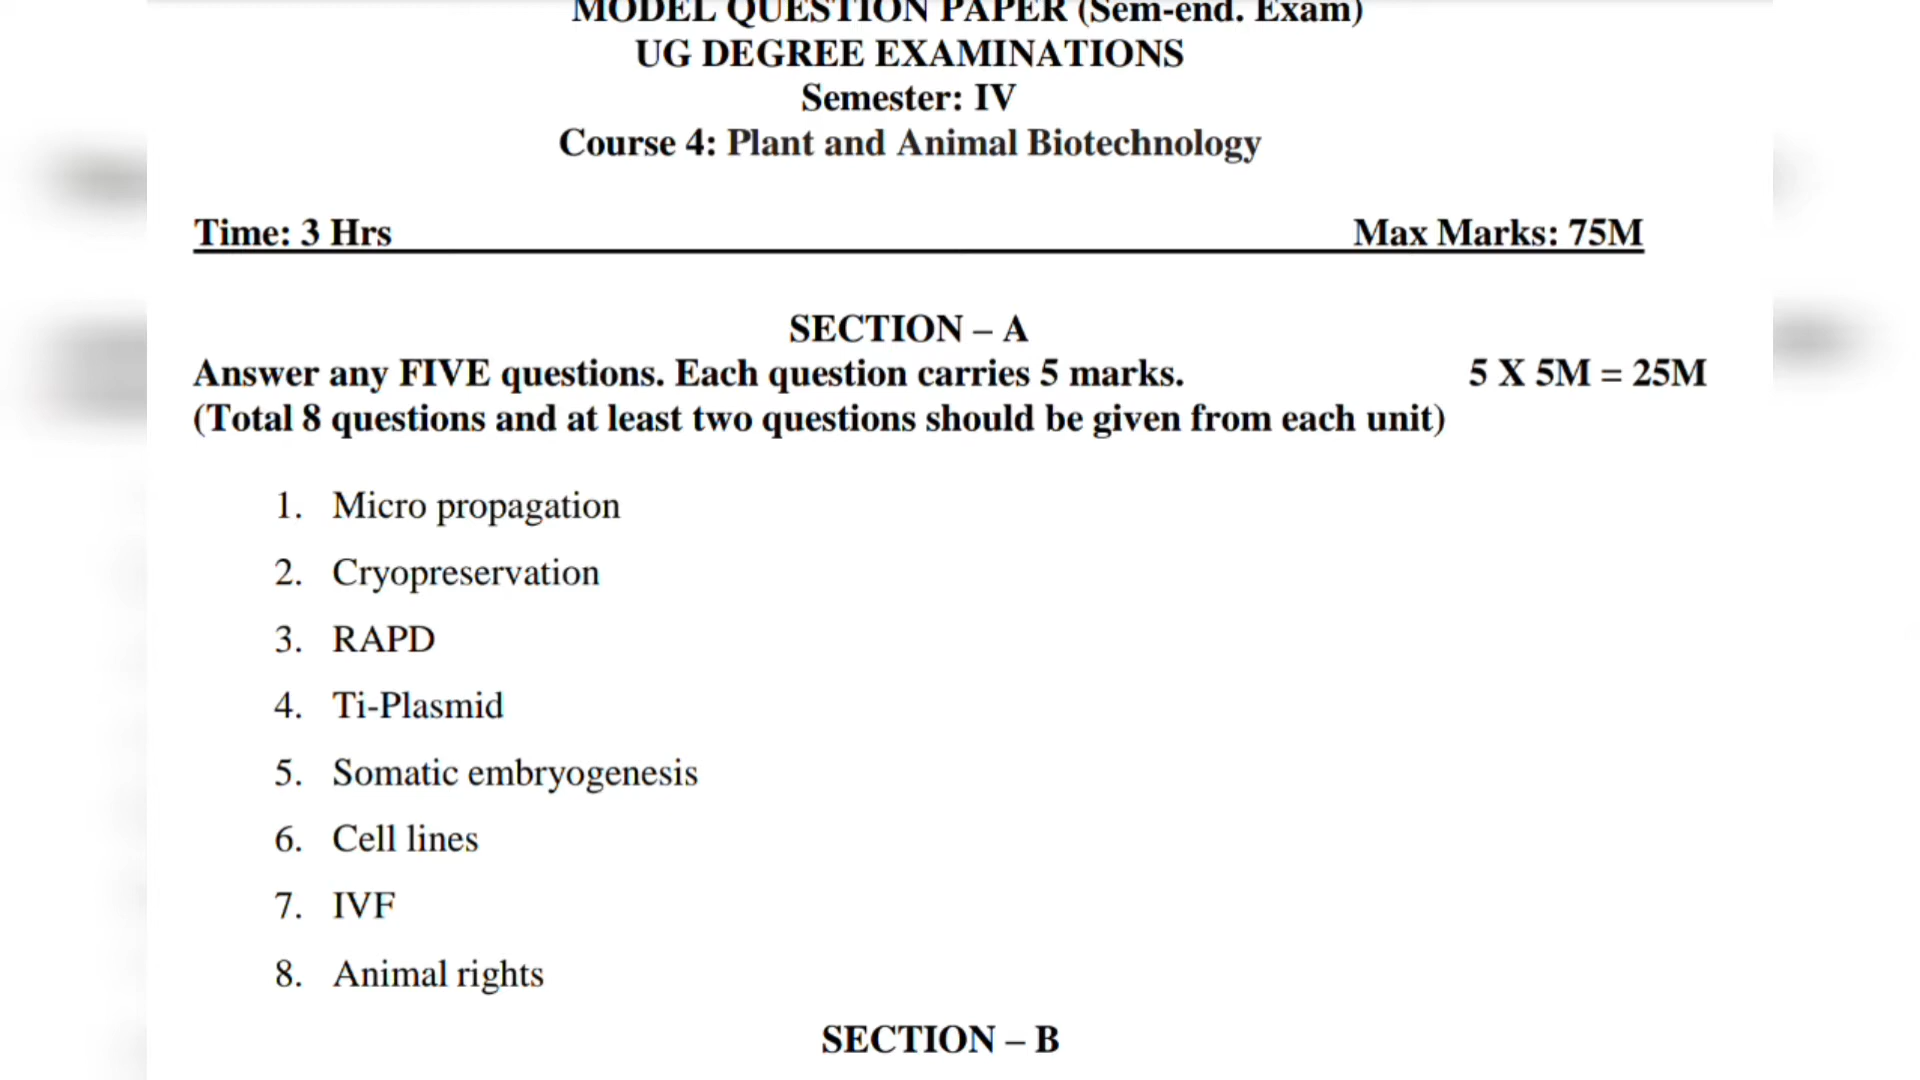 MODEL QUESTION PAPER (Sem-end. Exam)
UG DEGREE EXAMINATIONS
Semester: IV
Course 4: Plant and Animal Biotechnology
Time: 3 Hrs Max Marks: 75M
SECTION – A
Answer any FIVE questions. Each question carries 5 marks. 5 X 5M = 25M
(Total 8 questions and at least two questions should be given from each unit)
1. Micro propagation
2. Cryopreservation
3. RAPD
4. Ti-Plasmid
5. Somatic embryogenesis
6. Cell lines
7. IVF
8. Animal rights
SECTION – B